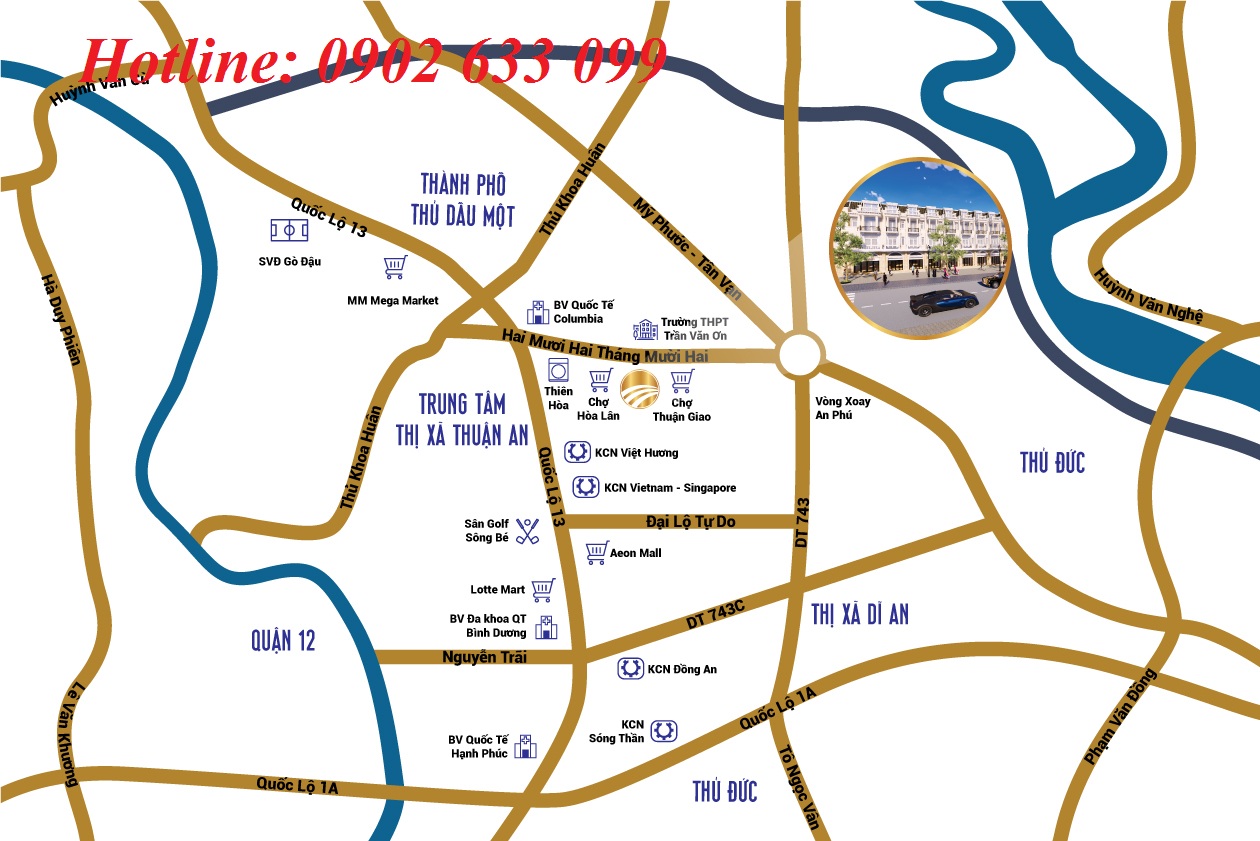 Hotline: 0902 633 099
Huỳnh Văn Cù
THÀNH PHỐ
THỦ DẦU MỘT
Thủ Khoa Huân
Quốc Lộ 13
Mỹ Phước - Tân Vạn
SVĐ Gò Đậu
MM Mega Market
Hà Duy Phiên
Huỳnh Văn Nghệ
BV Quốc Tế
Columbia
Trường THPT
Trần Văn Ơn
Hai Mươi Hai Tháng Mười Hai
Thiên
Hòa
Chợ
Hòa Lân
Chợ
Thuận Giao
Vòng Xoay
An Phú
TRUNG TÂM
THỊ XÃ THUẬN AN
Thủ Khoa Huân
Quốc Lộ 13
KCN Việt Hương
KCN Vietnam - Singapore
THỦ ĐỨC
Sân Golf
Sông Bé
Đại Lộ Tự Do
DT 743
Aeon Mall
Lotte Mart
BV Đa khoa QT
Bình Dương
DT 743C
THỊ XÃ DĨ AN
QUẬN 12
Nguyễn Trãi
KCN Đồng An
Lê Văn Khương
Quốc Lộ 1A
Phạm Văn Đồng
KCN
Sóng Thần
BV Quốc Tế
Hạnh Phúc
Quốc Lộ 1A
THỦ ĐỨC
Tô Ngọc Vân